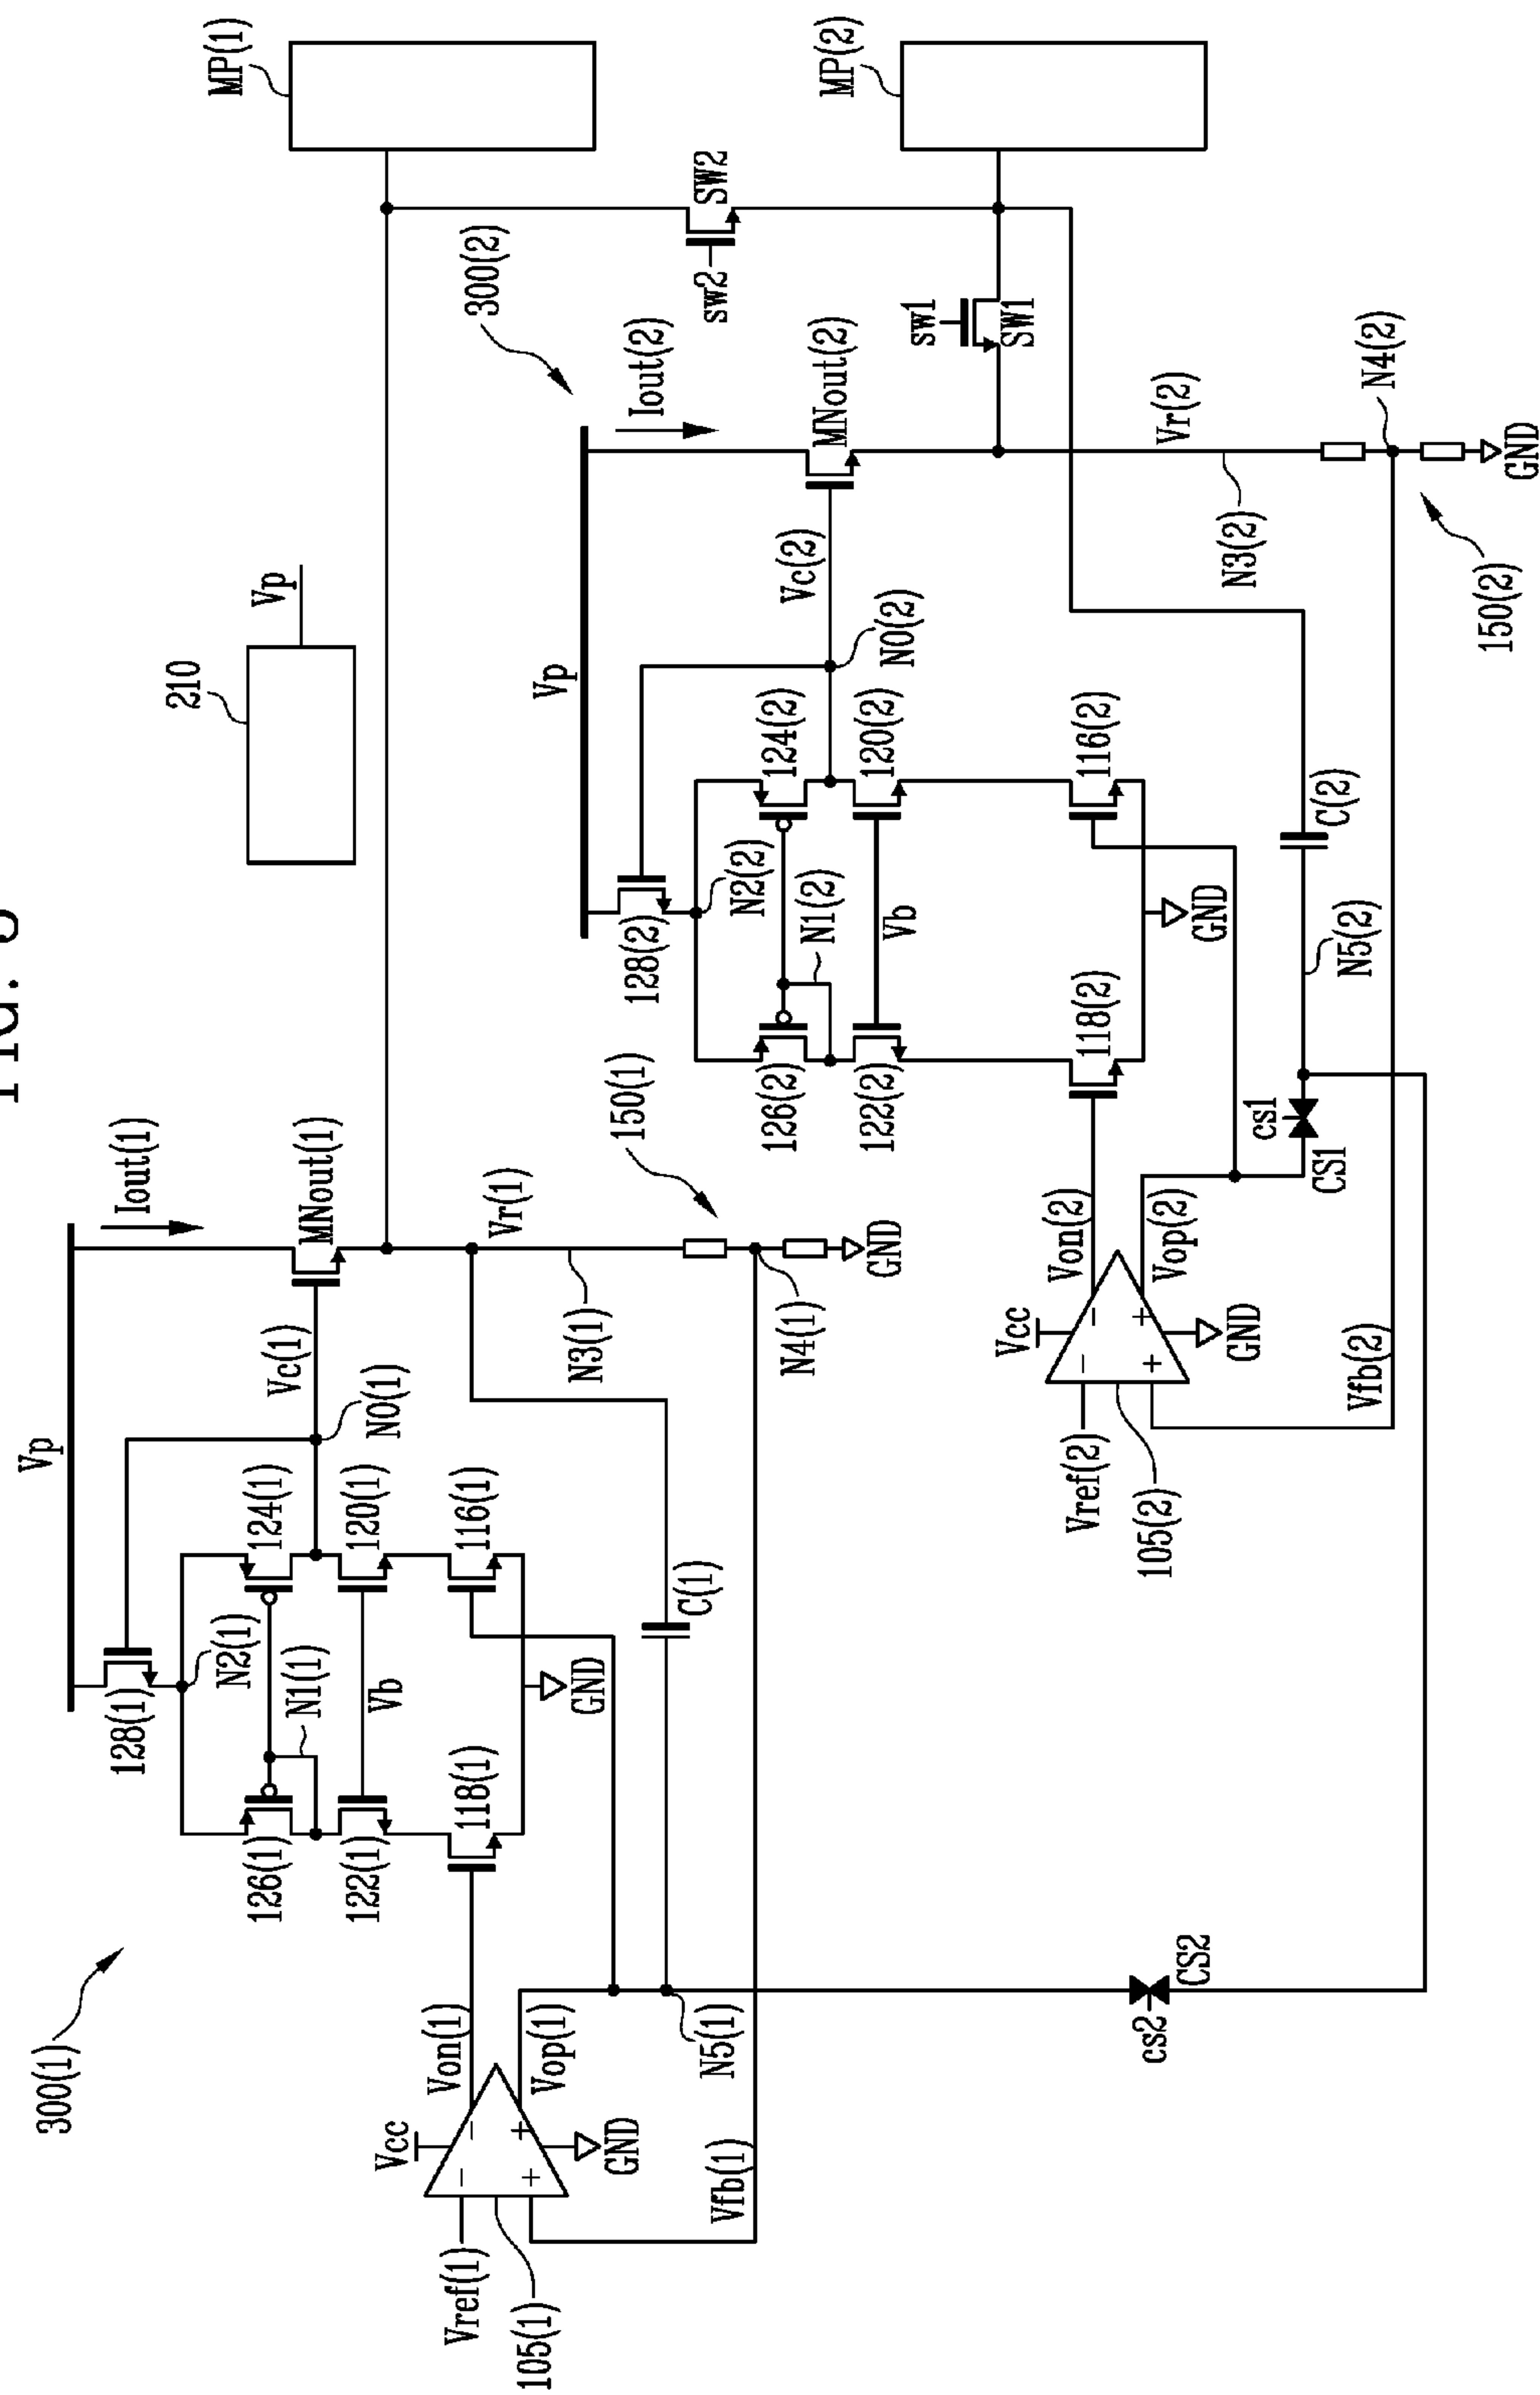 FIG. 3
300(1)
Vp
Iout(1)
128(1)
N2(1)
126(1)
124(1)
N1(1)
N0(1)
Vc(1)
MNout(1)
122(1)
Vb
120(1)
118(1)
116(1)
GND
Vcc
Von(1)
Vop(1)
Vref(1)
-
+
-
+
105(1)
GND
N5(1)
C(1)
Vr(1)
N3(1)
150(1)
N4(1)
GND
Vfb(1)
210
Vp
MP(1)
300(2)
Vp
Iout(2)
128(2)
N2(2)
126(2)
124(2)
N1(2)
N0(2)
Vc(2)
MNout(2)
122(2)
Vb
120(2)
118(2)
116(2)
GND
sw2
SW2
sw1
SW1
MP(2)
Vcc
Von(2)
Vop(2)
Vref(2)
-
+
-
+
105(2)
GND
cs1
CS1
N5(2)
C(2)
Vr(2)
N3(2)
N4(2)
GND
150(2)
Vfb(2)
cs2
CS2